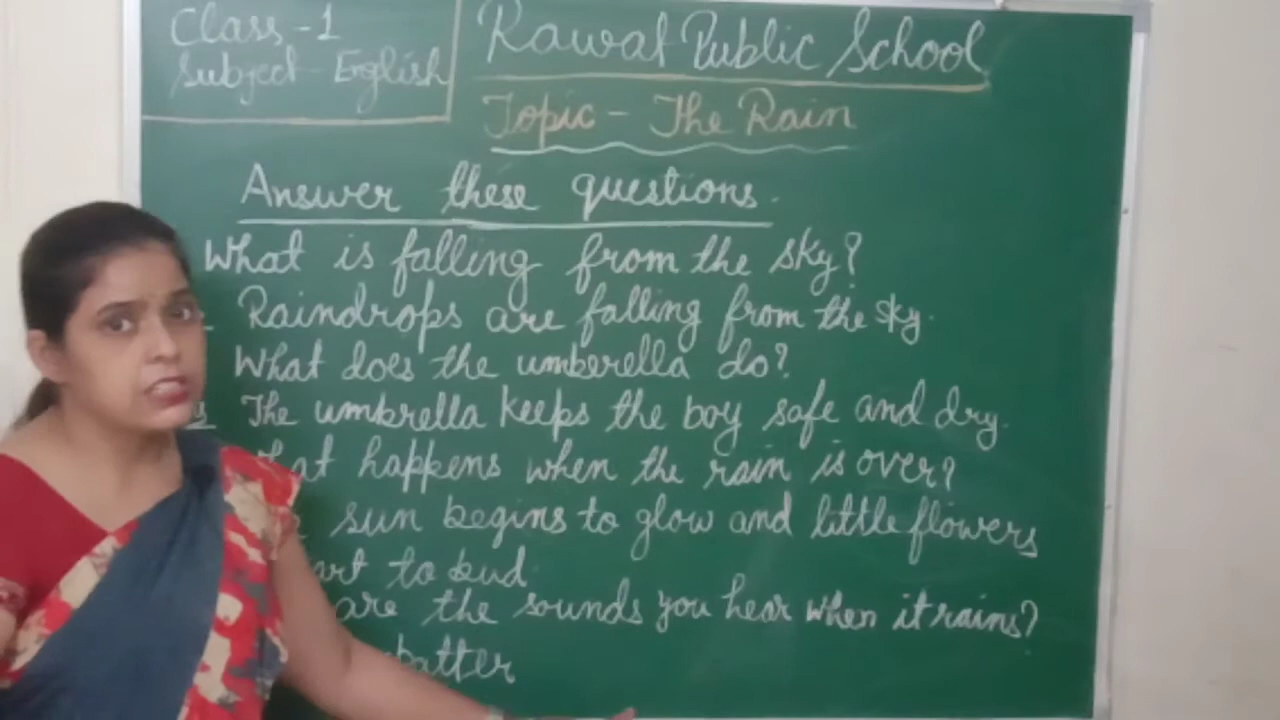 Class-1
Subject-English
Rawat Public School
Topic - The Rain
Answer these questions.
What is falling from the sky?
Raindrops are falling from the sky.
What does the umberella do?
The umbrella keeps the boy safe and dry.
happens when the rain is over?
sun begins to glow and little flowers
to bud.
are the sounds you hear when it rains?
patter